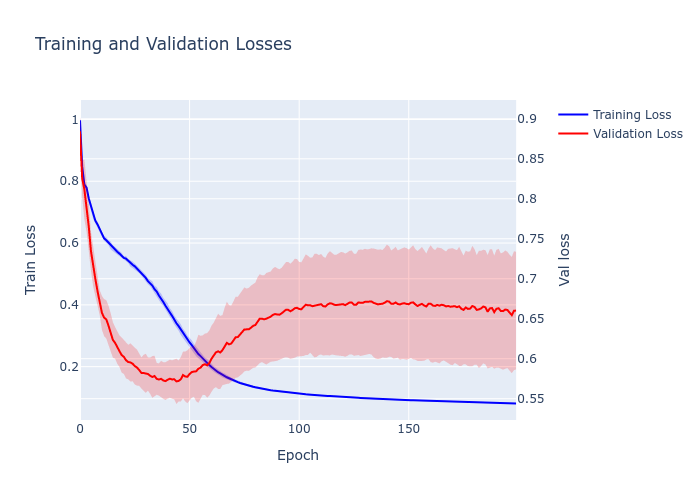 Training and Validation Losses
Training Loss
Validation Loss
Train Loss
1
0.8
0.6
0.4
0.2
0.9
0.85
0.8
0.75
0.7
0.65
0.6
0.55
Val loss
0
50
100
150
Epoch